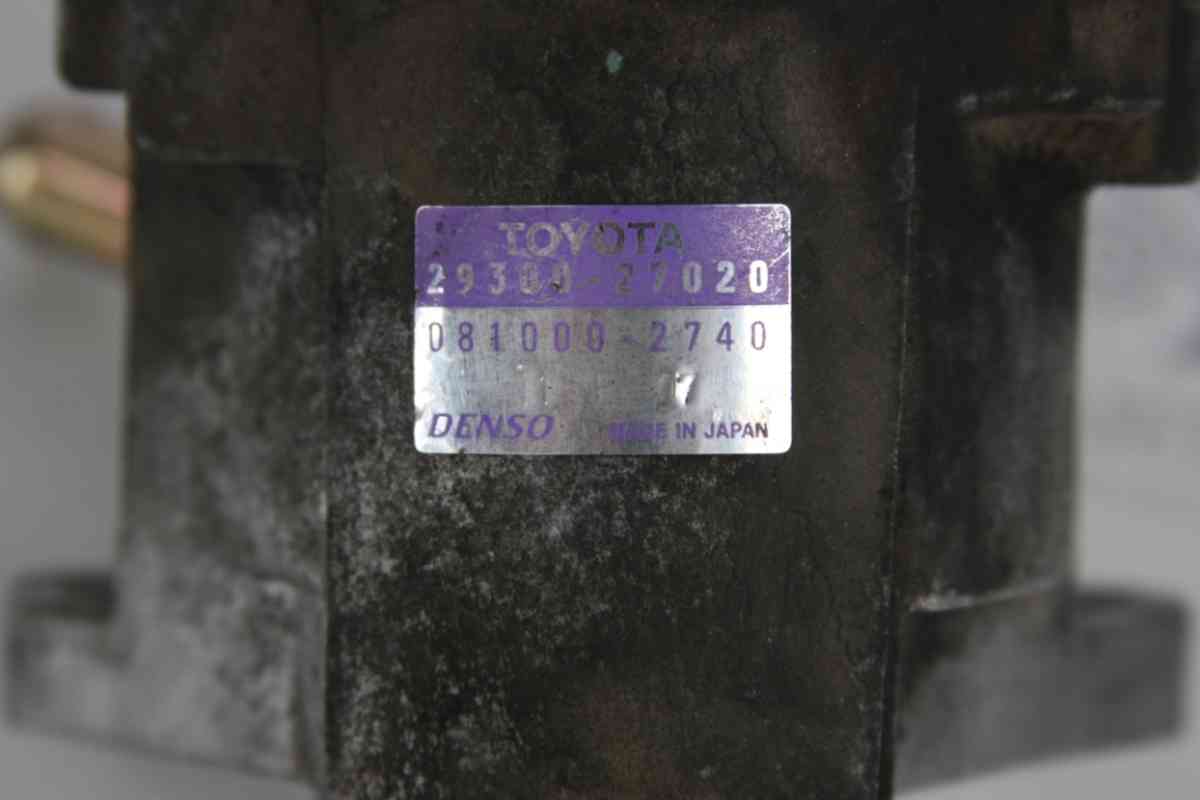 TOYOTA
29300-27020
081000-2740
DENSO MADE IN JAPAN